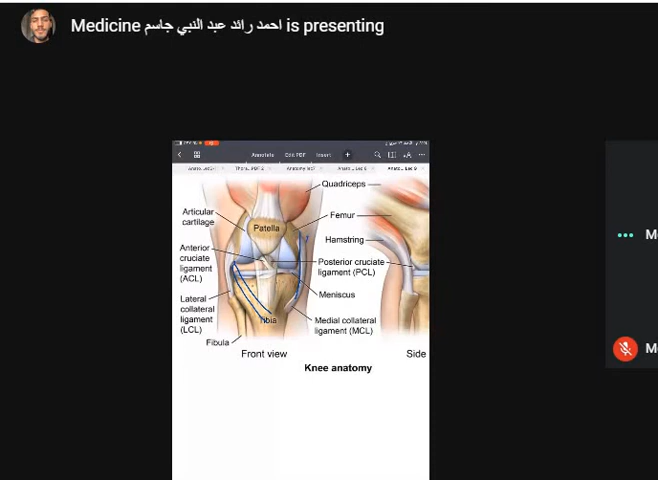 Medicine احمد رائد عبد النبي جاسم is presenting
Annotate Edit PDF Insert
Quadriceps
Articular
cartilage
Patella
Femur
Hamstring
Anterior
cruciate
ligament
(ACL)
Posterior cruciate
ligament (PCL)
Meniscus
Lateral
collateral
ligament
(LCL)
Tibia
Medial collateral
ligament (MCL)
Fibula
Front view
Side
Knee anatomy